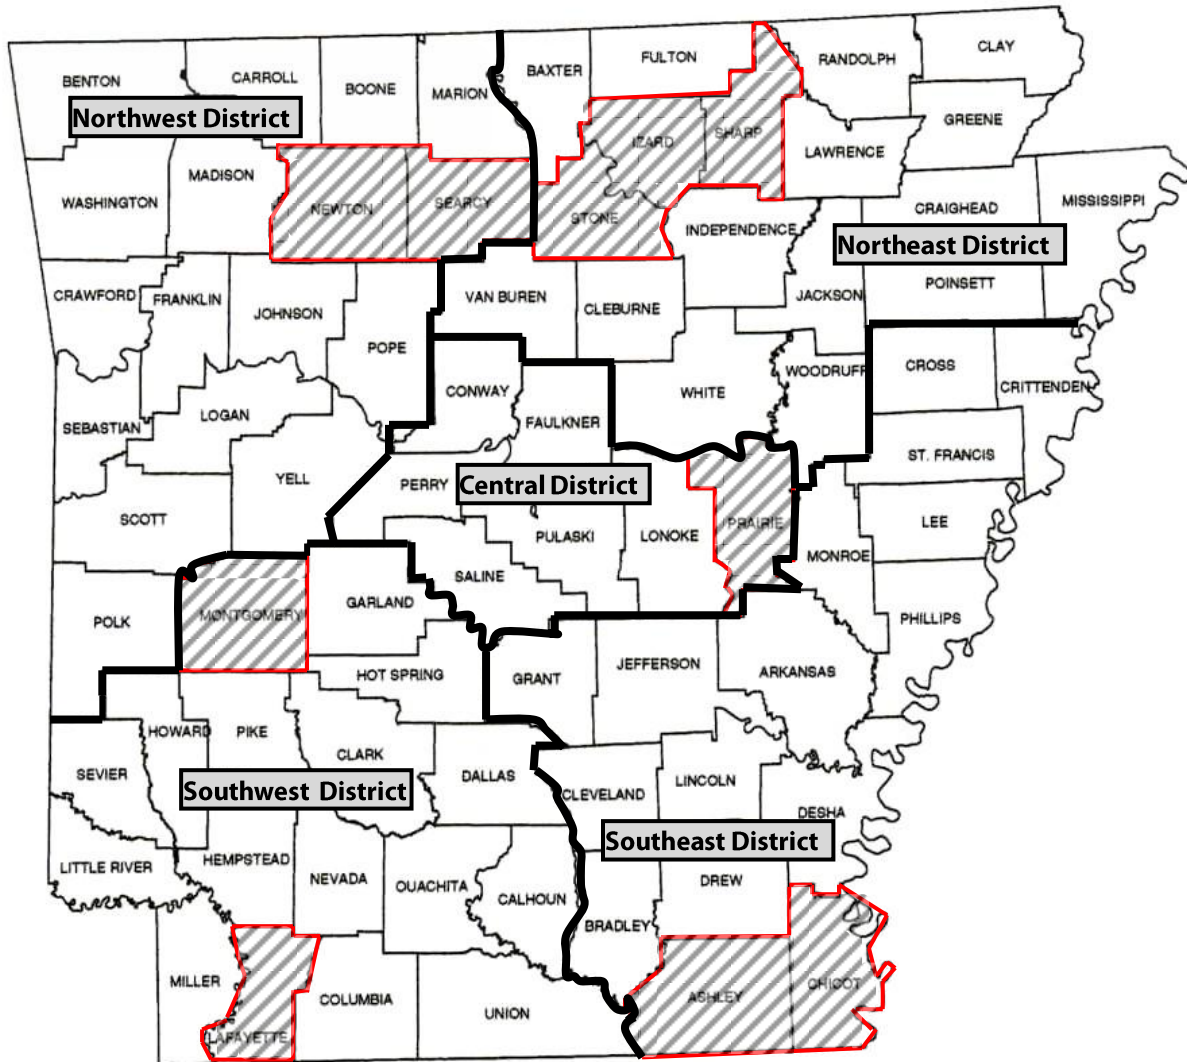 CLAY
FULTON
RANDOLPH
BAXTER
BENTON
CARROLL
BOONE
MARION
Northwest District
GREENE
IZARD
SHARP
LAWRENCE
MADISON
WASHINGTON
NEWTON
SEARCY
STONE
MISSISSIPPI
CRAIGHEAD
INDEPENDENCE
Northeast District
POINSETT
CRAWFORD
FRANKLIN
JOHNSON
VAN BUREN
CLEBURNE
JACKSON
POPE
CROSS
WOODRUFF
CRITTENDEN
CONWAY
WHITE
LOGAN
FAULKNER
SEBASTIAN
ST. FRANCIS
YELL
PERRY
Central District
SCOTT
PULASKI
LONOKE
PRAIRIE
LEE
MONROE
SALINE
GARLAND
MONTGOMERY
POLK
PHILLIPS
JEFFERSON
HOT SPRING
GRANT
ARKANSAS
HOWARD
PIKE
CLARK
SEVIER
DALLAS
LINCOLN
Southwest District
CLEVELAND
DESHA
Southeast District
LITTLE RIVER
HEMPSTEAD
NEVADA
OUACHITA
CALHOUN
DREW
BRADLEY
MILLER
COLUMBIA
UNION
ASHLEY
CHICOT
LAFAYETTE